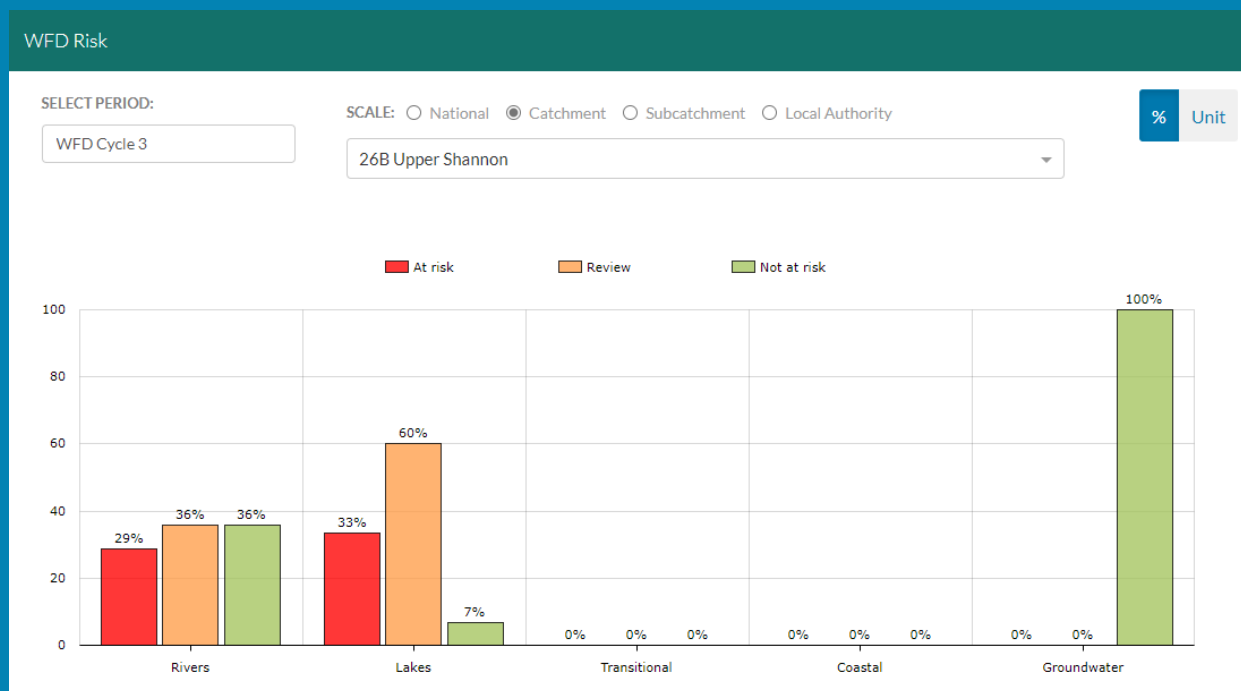 WFD Risk
SELECT PERIOD:
WFD Cycle 3
SCALE: National Catchment Subcatchment Local Authority
26B Upper Shannon
% Unit
At risk Review Not at risk
100
80
60
40
20
0
29% 36% 36%
33% 60% 7%
0% 0% 0%
0% 0% 0%
0% 0% 100%
Rivers Lakes Transitional Coastal Groundwater